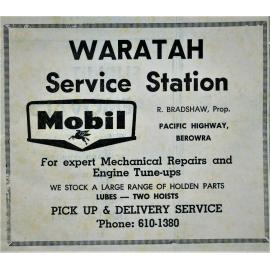 WARATAH
Service Station
Mobil
R. BRADSHAW, Prop.
PACIFIC HIGHWAY,
BEROWRA
For expert Mechanical Repairs and
Engine Tune-ups
WE STOCK A LARGE RANGE OF HOLDEN PARTS
LUBES — TWO HOISTS
PICK UP & DELIVERY SERVICE
'Phone: 610-1380